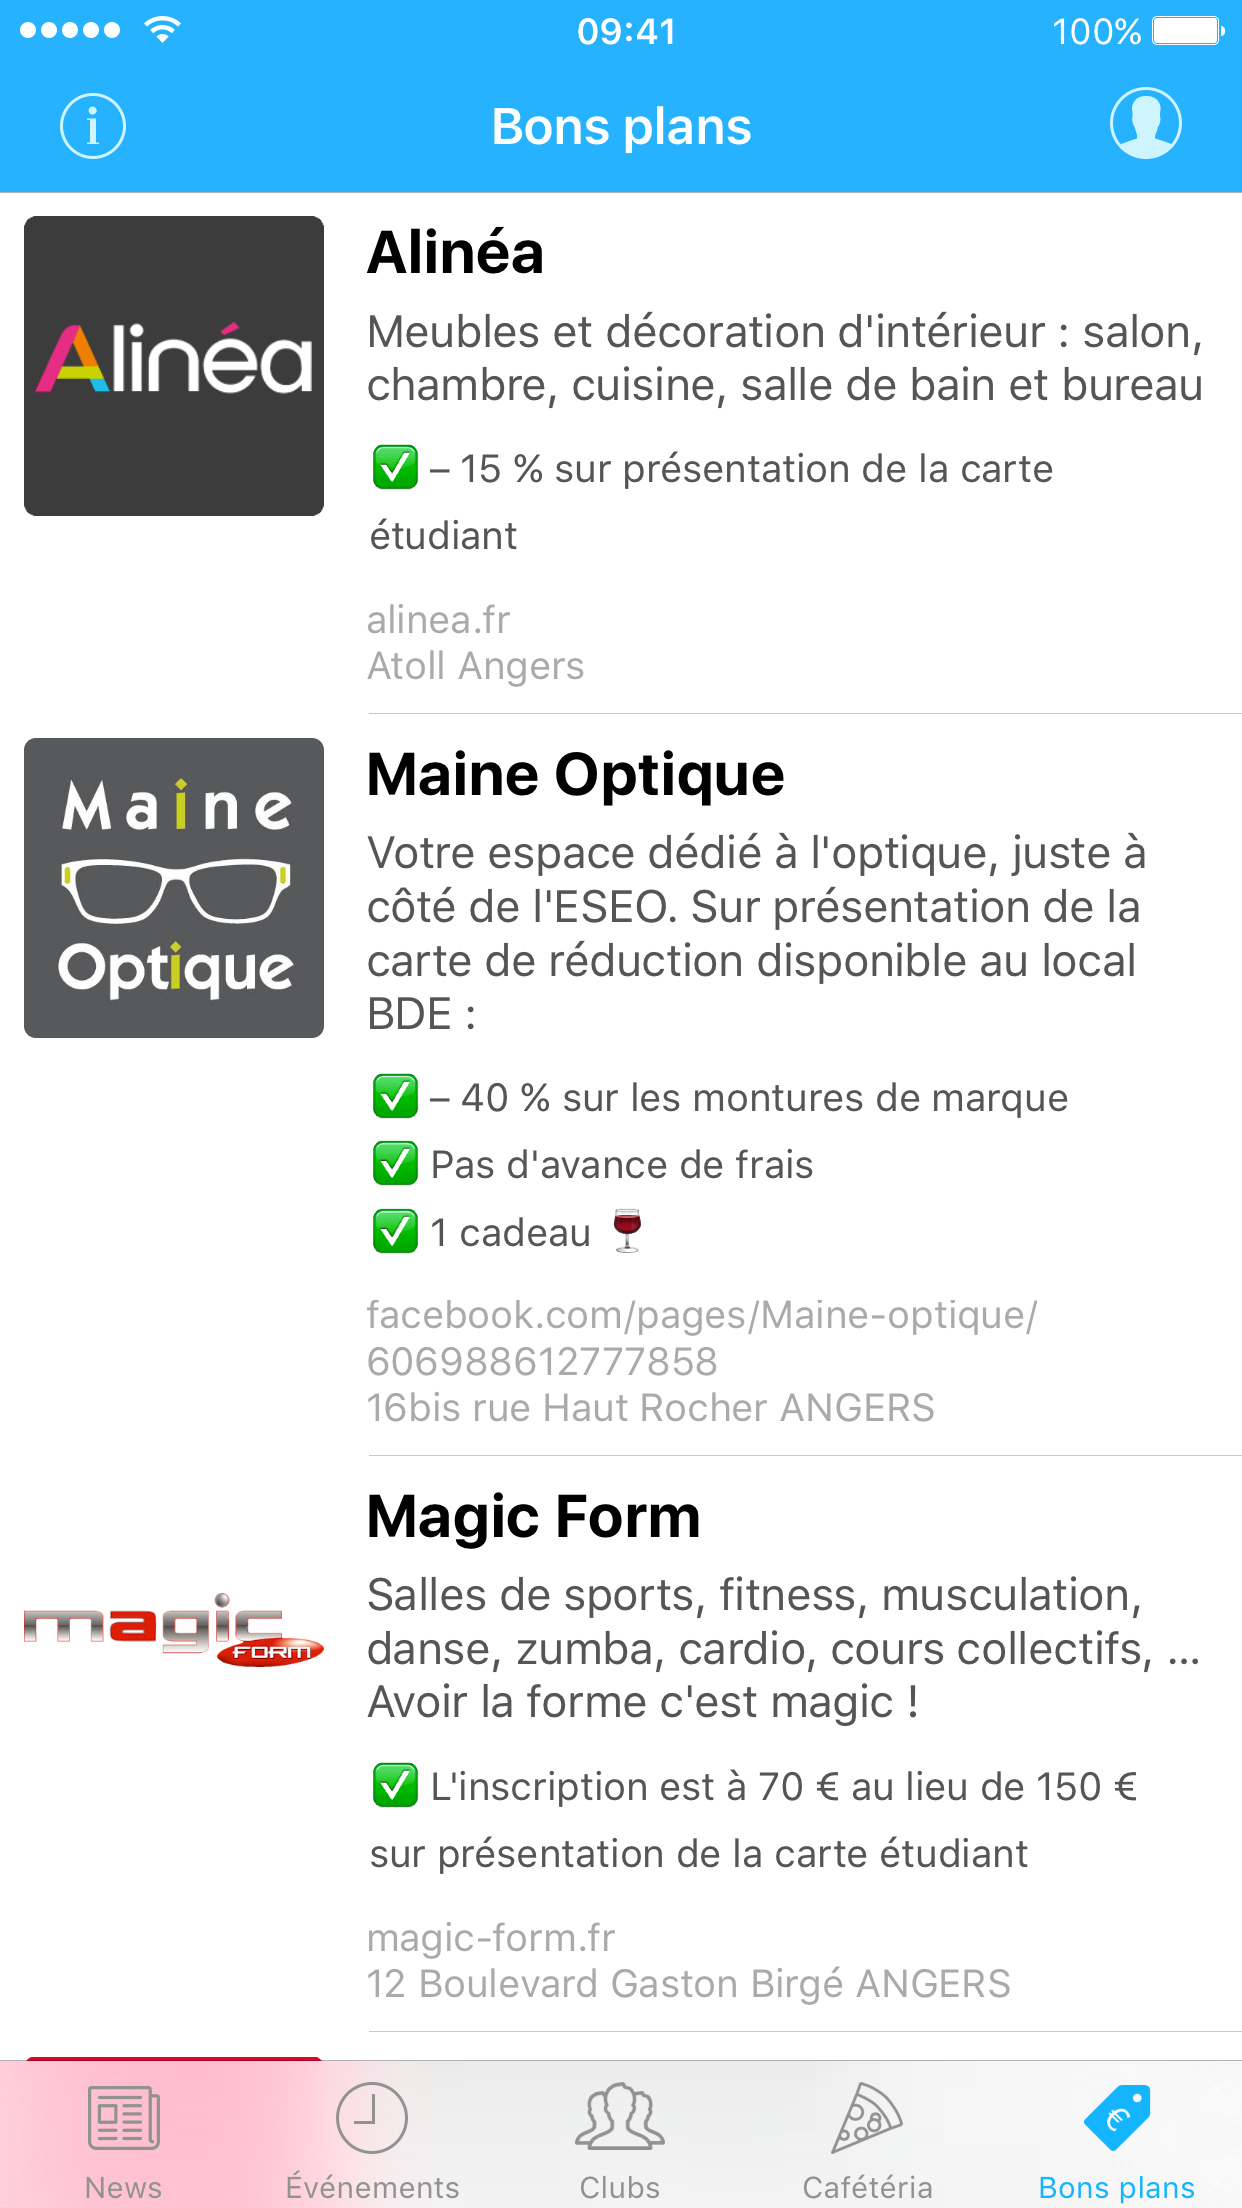 09:41
100%
Bons plans
Alinéa
Alinéa
Meubles et décoration d'intérieur : salon,
chambre, cuisine, salle de bain et bureau
✅ – 15 % sur présentation de la carte
étudiant
alinea.fr
Atoll Angers
Maine
Optique
Maine Optique
Votre espace dédié à l'optique, juste à
côté de l'ESEO. Sur présentation de la
carte de réduction disponible au local
BDE :
✅ – 40 % sur les montures de marque
✅ Pas d'avance de frais
✅ 1 cadeau 🍷
facebook.com/pages/Maine-optique/
606988612777858
16bis rue Haut Rocher ANGERS
magic
FORM
Magic Form
Salles de sports, fitness, musculation,
danse, zumba, cardio, cours collectifs, ...
Avoir la forme c'est magic !
✅ L'inscription est à 70 € au lieu de 150 €
sur présentation de la carte étudiant
magic-form.fr
12 Boulevard Gaston Birgé ANGERS
News
Événements
Clubs
Cafétéria
Bons plans